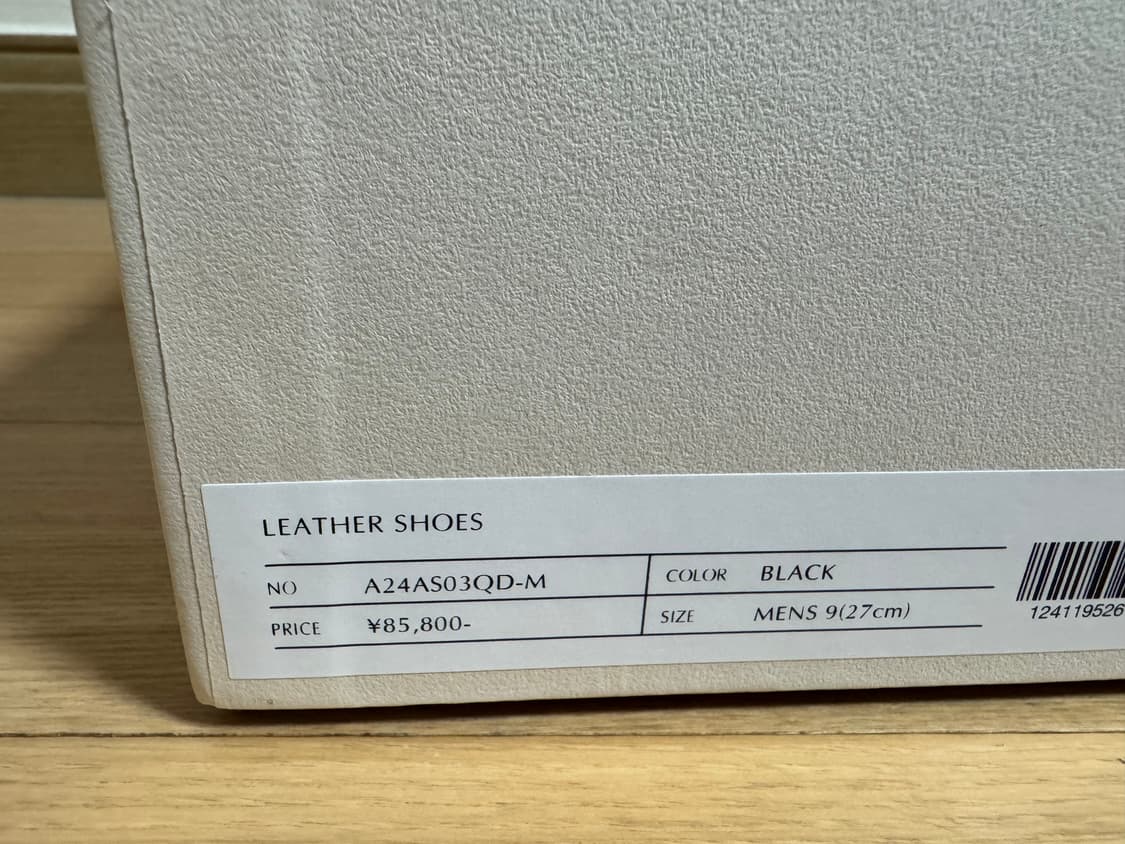 LEATHER SHOES
NO A24AS03QD-M COLOR BLACK
PRICE ¥85,800- SIZE MENS 9(27cm)
124119526